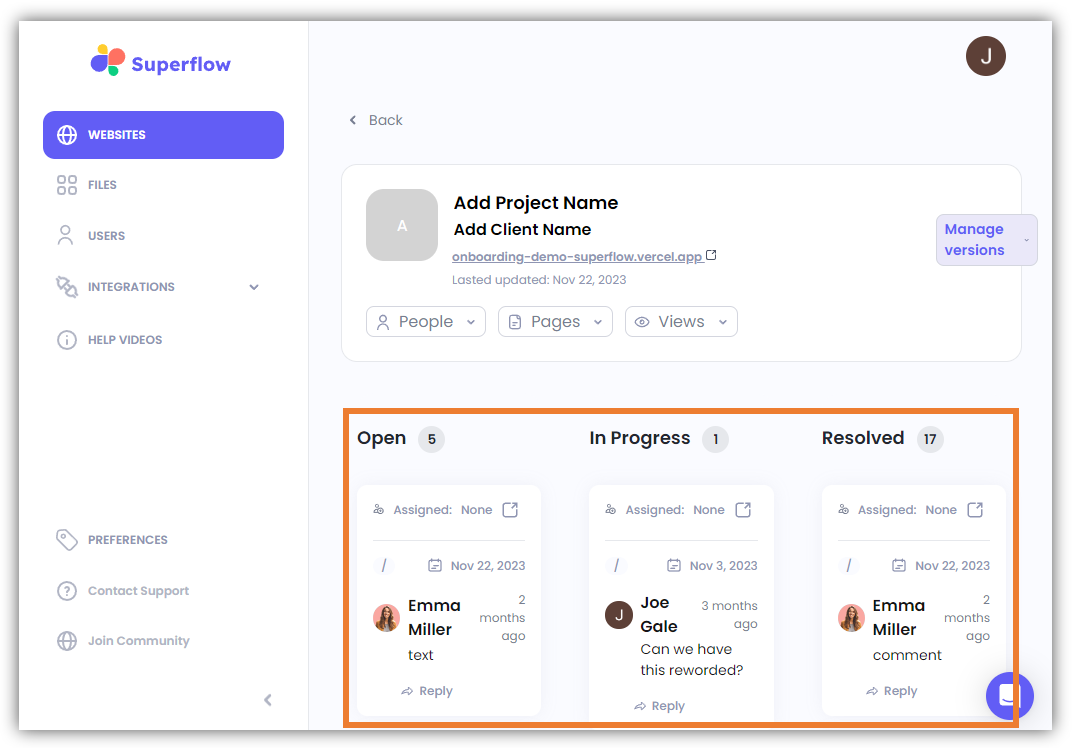 Superflow
J
WEBSITES
FILES
USERS
INTEGRATIONS
HELP VIDEOS
PREFERENCES
Contact Support
Join Community
Back
A
Add Project Name
Add Client Name
onboarding-demo-superflow.vercel.app
Lasted updated: Nov 22, 2023
Manage
versions
People
Pages
Views
Open 5
Assigned: None
/ Nov 22, 2023
Emma
Miller
2
months
ago
text
Reply
In Progress 1
Assigned: None
/ Nov 3, 2023
J
Joe
Gale
3 months
ago
Can we have
this reworded?
Reply
Resolved 17
Assigned: None
/ Nov 22, 2023
Emma
Miller
2
months
ago
comment
Reply